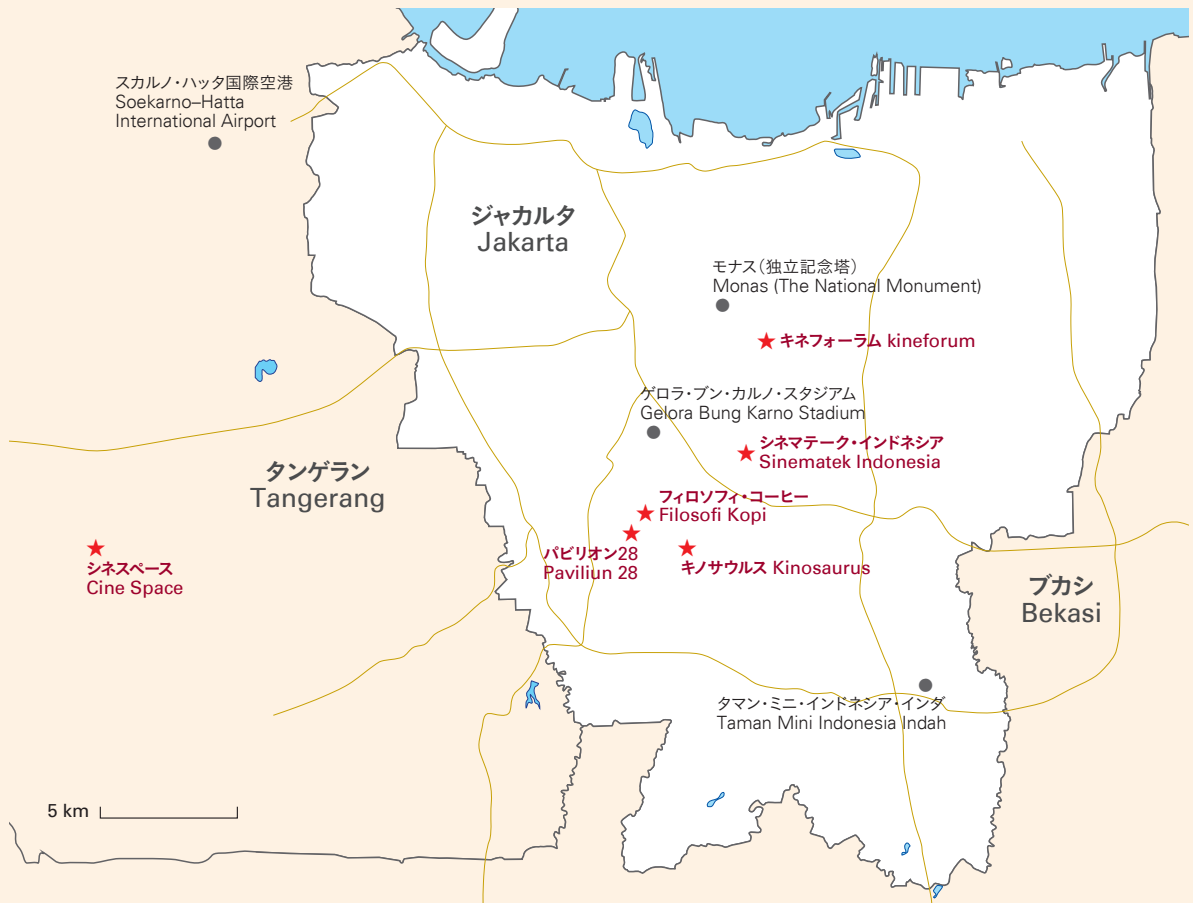 スカルノ・ハッタ国際空港
Soekarno–Hatta
International Airport
ジャカルタ
Jakarta
モナス（独立記念塔）
Monas (The National Monument)
キネフォーラム kineforum
ゲロラ・ブン・カルノ・スタジアム
Gelora Bung Karno Stadium
シネマテーク・インドネシア
Sinematek Indonesia
タンゲラン
Tangerang
フィロソフィ・コーヒー
Filosofi Kopi
パビリオン28
Paviliun 28
キノサウルス Kinosaurus
シネスペース
Cine Space
ブカシ
Bekasi
タマン・ミニ・インドネシア・インダ
Taman Mini Indonesia Indah
5 km